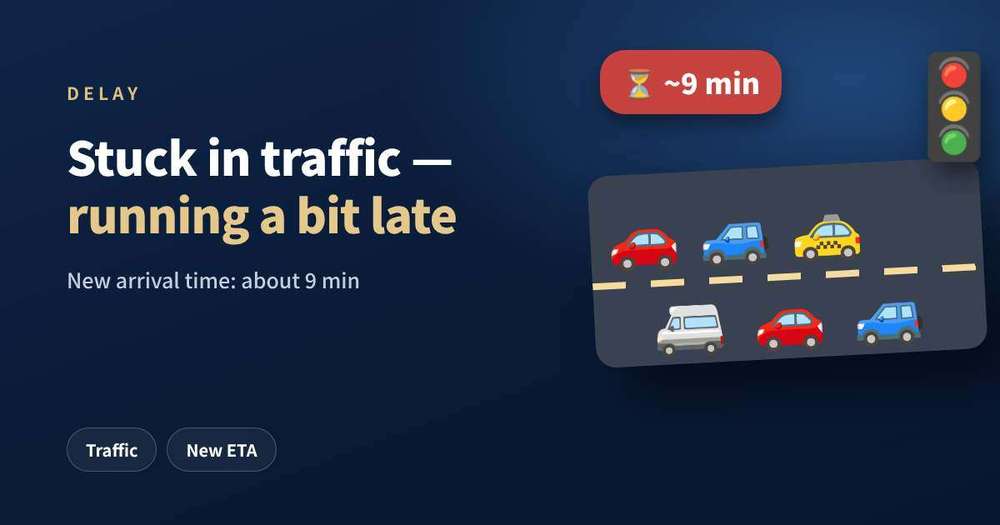 DELAY
Stuck in traffic —
running a bit late
New arrival time: about 9 min
⏳ ~9 min
Traffic
New ETA